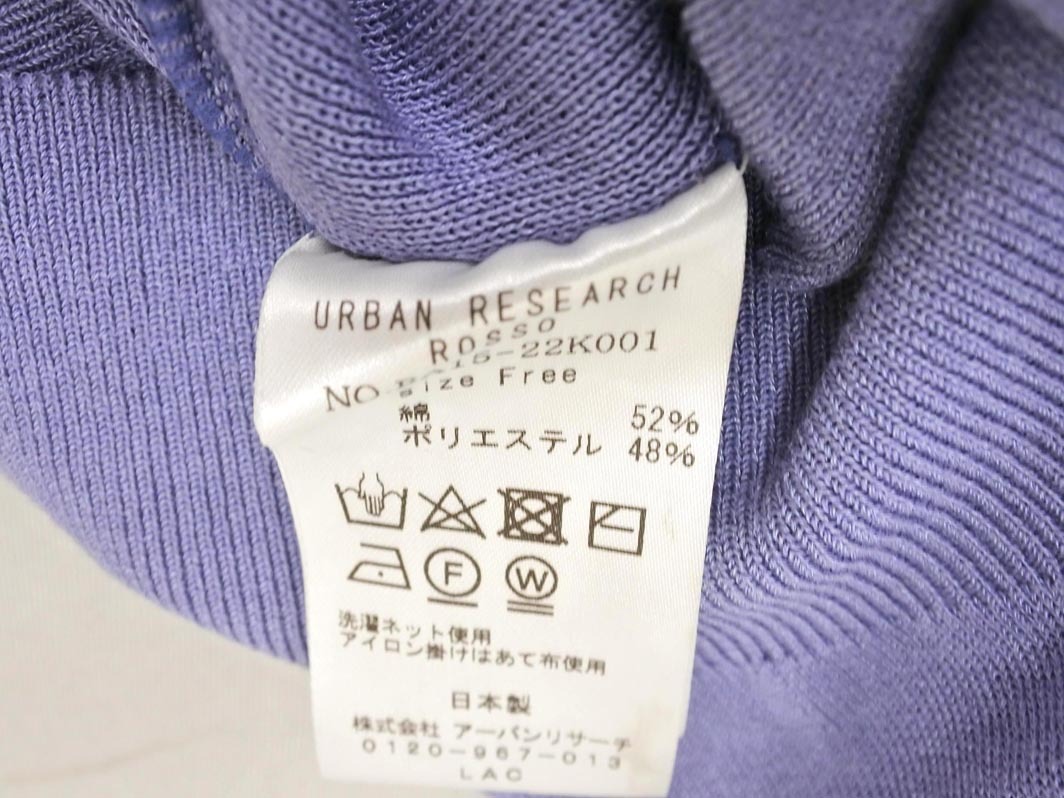 URBAN RESEARCH
ROSSO
NO 15-22K001
Size Free
綿 52%
ポリエステル 48%
F W
洗濯ネット使用
アイロン掛けはあて布使用
日本製
株式会社 アーバンリサーチ
0120-967-013
LAC